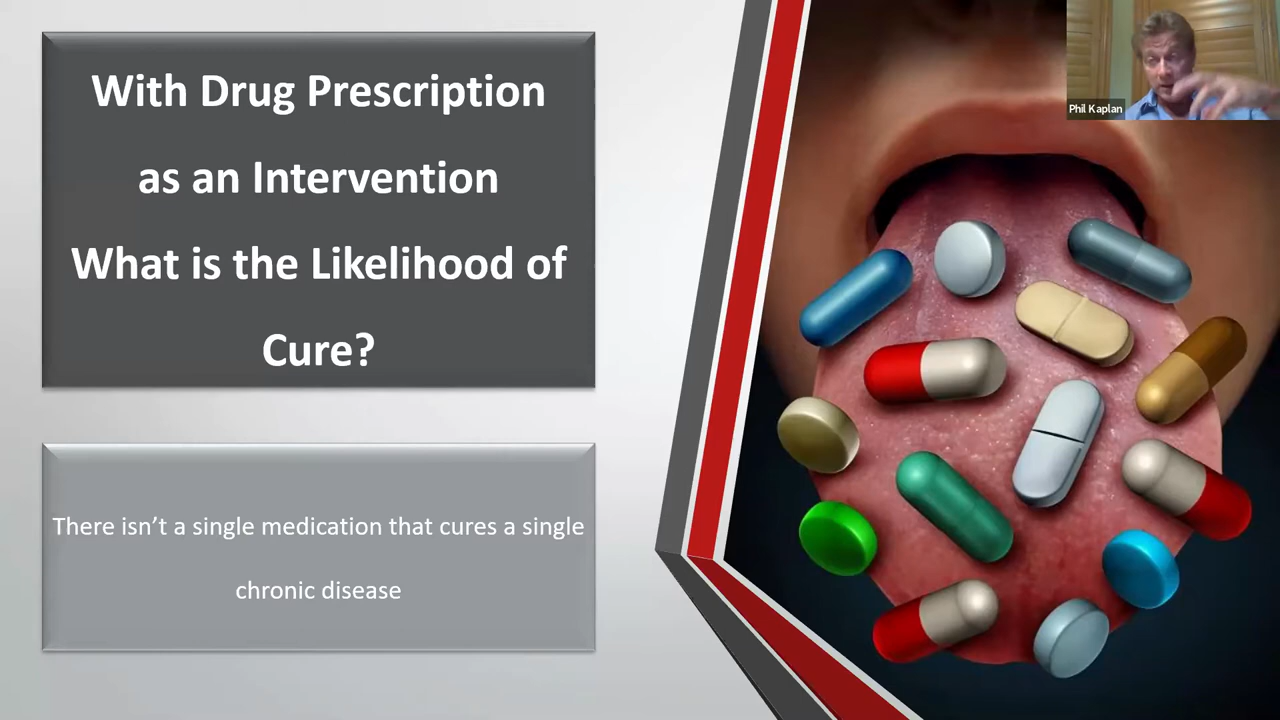 With Drug Prescription
as an Intervention
What is the Likelihood of
Cure?
There isn’t a single medication that cures a single
chronic disease
Phil Kaplan